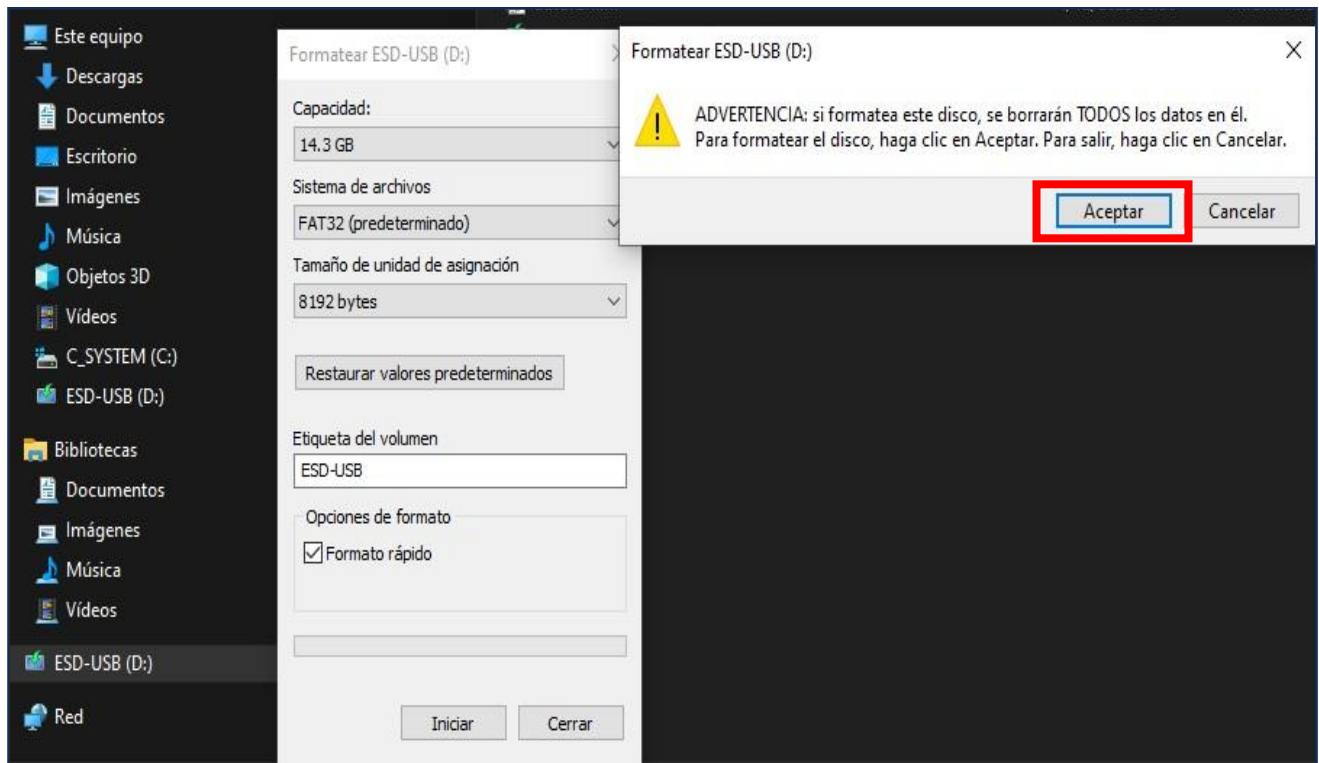 Este equipo
Descargas
Documentos
Escritorio
Imágenes
Música
Objetos 3D
Vídeos
C_SYSTEM (C:)
ESD-USB (D:)
Bibliotecas
Documentos
Imágenes
Música
Vídeos
ESD-USB (D:)
Red
Formatear ESD-USB (D:)
Capacidad:
14.3 GB
Sistema de archivos
FAT32 (predeterminado)
Tamaño de unidad de asignación
8192 bytes
Restaurar valores predeterminados
Etiqueta del volumen
ESD-USB
Opciones de formato
Formato rápido
Iniciar
Cerrar
Formatear ESD-USB (D:)
ADVERTENCIA: si formatea este disco, se borrarán TODOS los datos en él.
Para formatear el disco, haga clic en Aceptar. Para salir, haga clic en Cancelar.
Aceptar
Cancelar